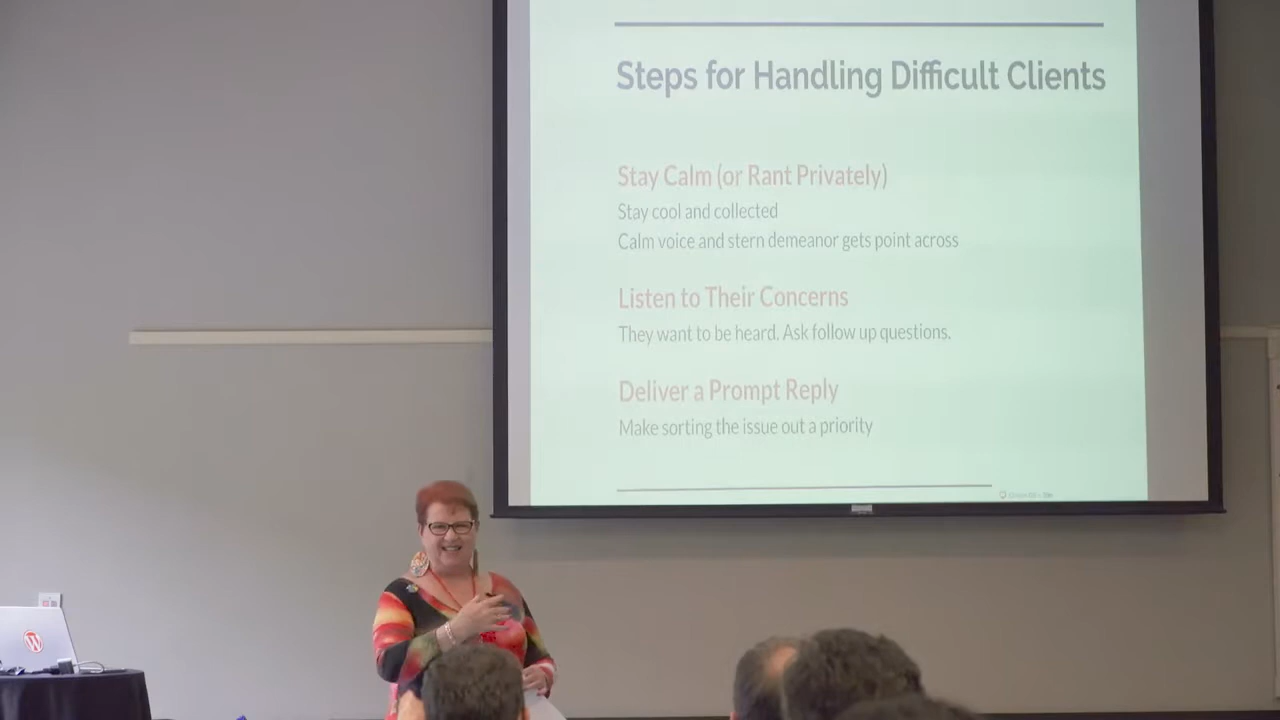 Steps for Handling Difficult Clients
Stay Calm (or Rant Privately)
Stay cool and collected
Calm voice and stern demeanor gets point across
Listen to Their Concerns
They want to be heard. Ask follow up questions.
Deliver a Prompt Reply
Make sorting the issue out a priority
W